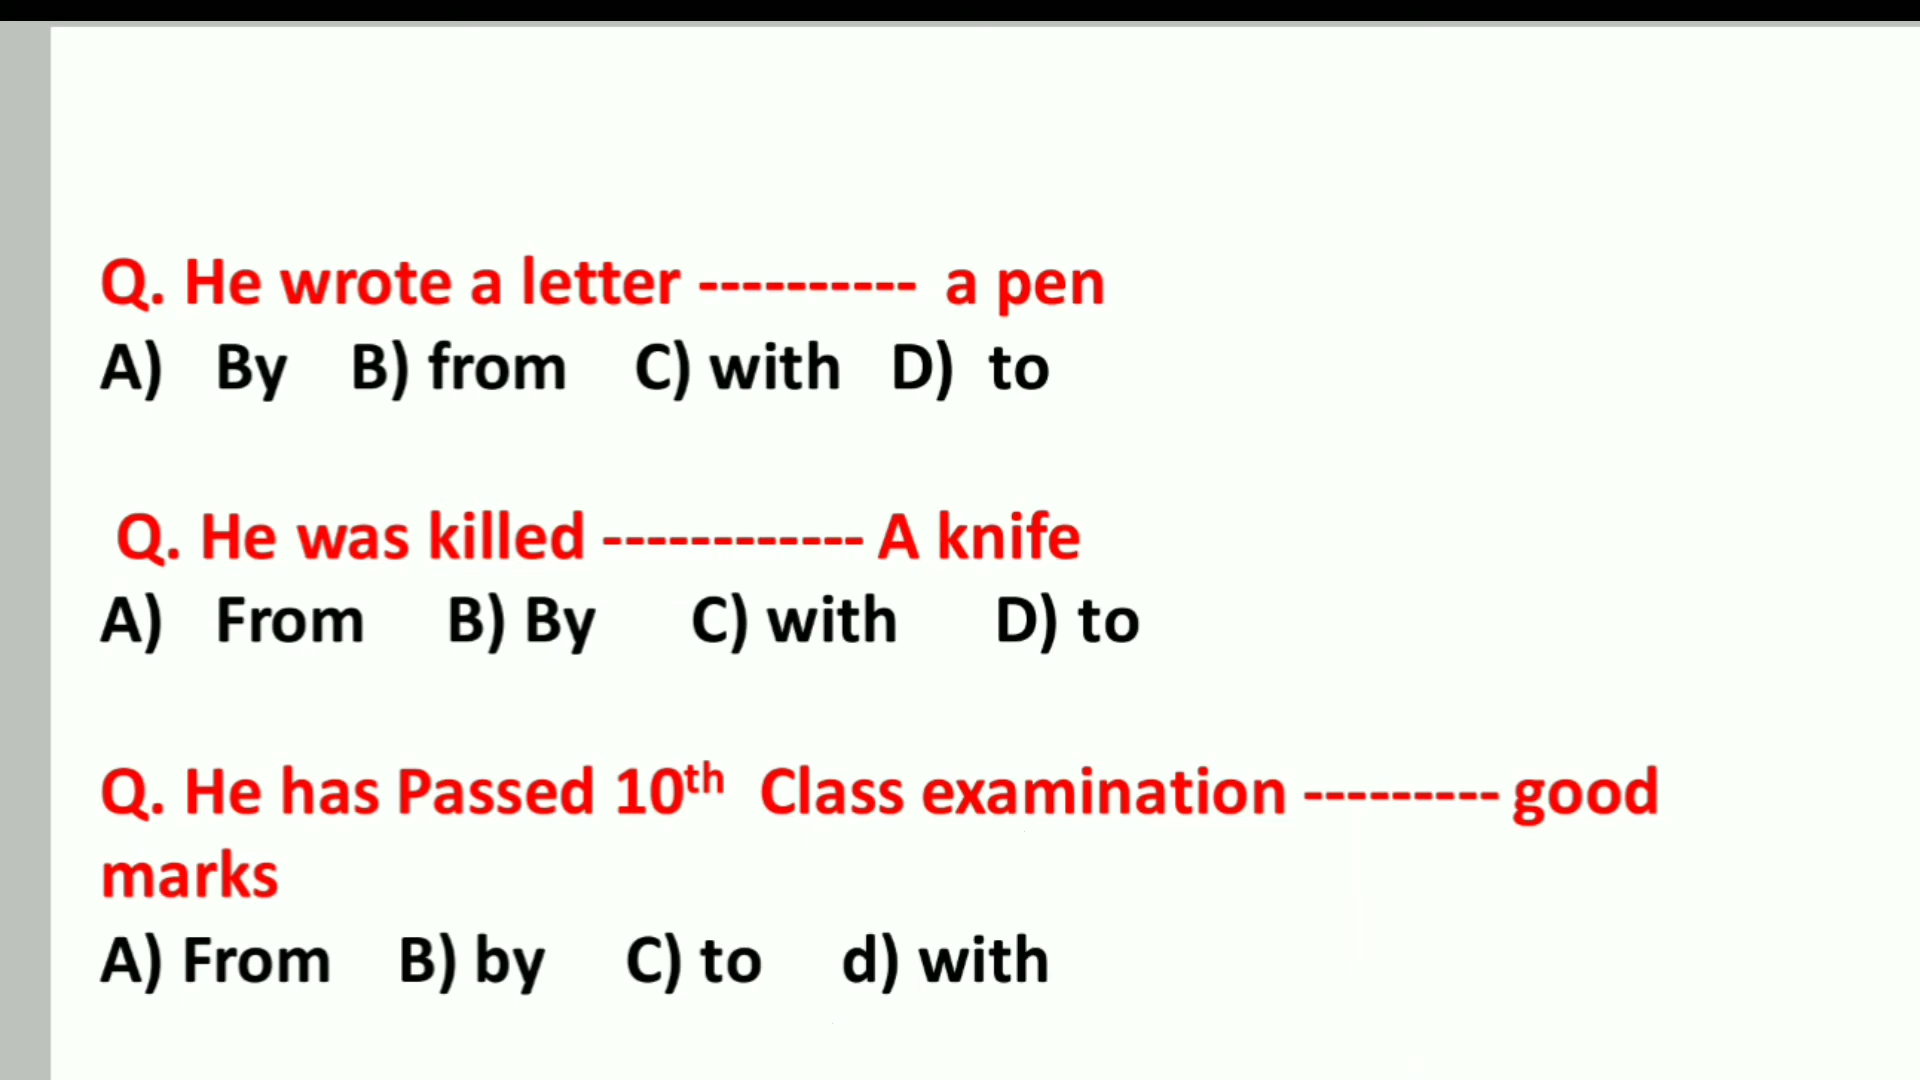 Q. He wrote a letter ---------- a pen
A) By B) from C) with D) to
Q. He was killed ------------ A knife
A) From B) By C) with D) to
Q. He has Passed 10th Class examination --------- good
marks
A) From B) by C) to d) with